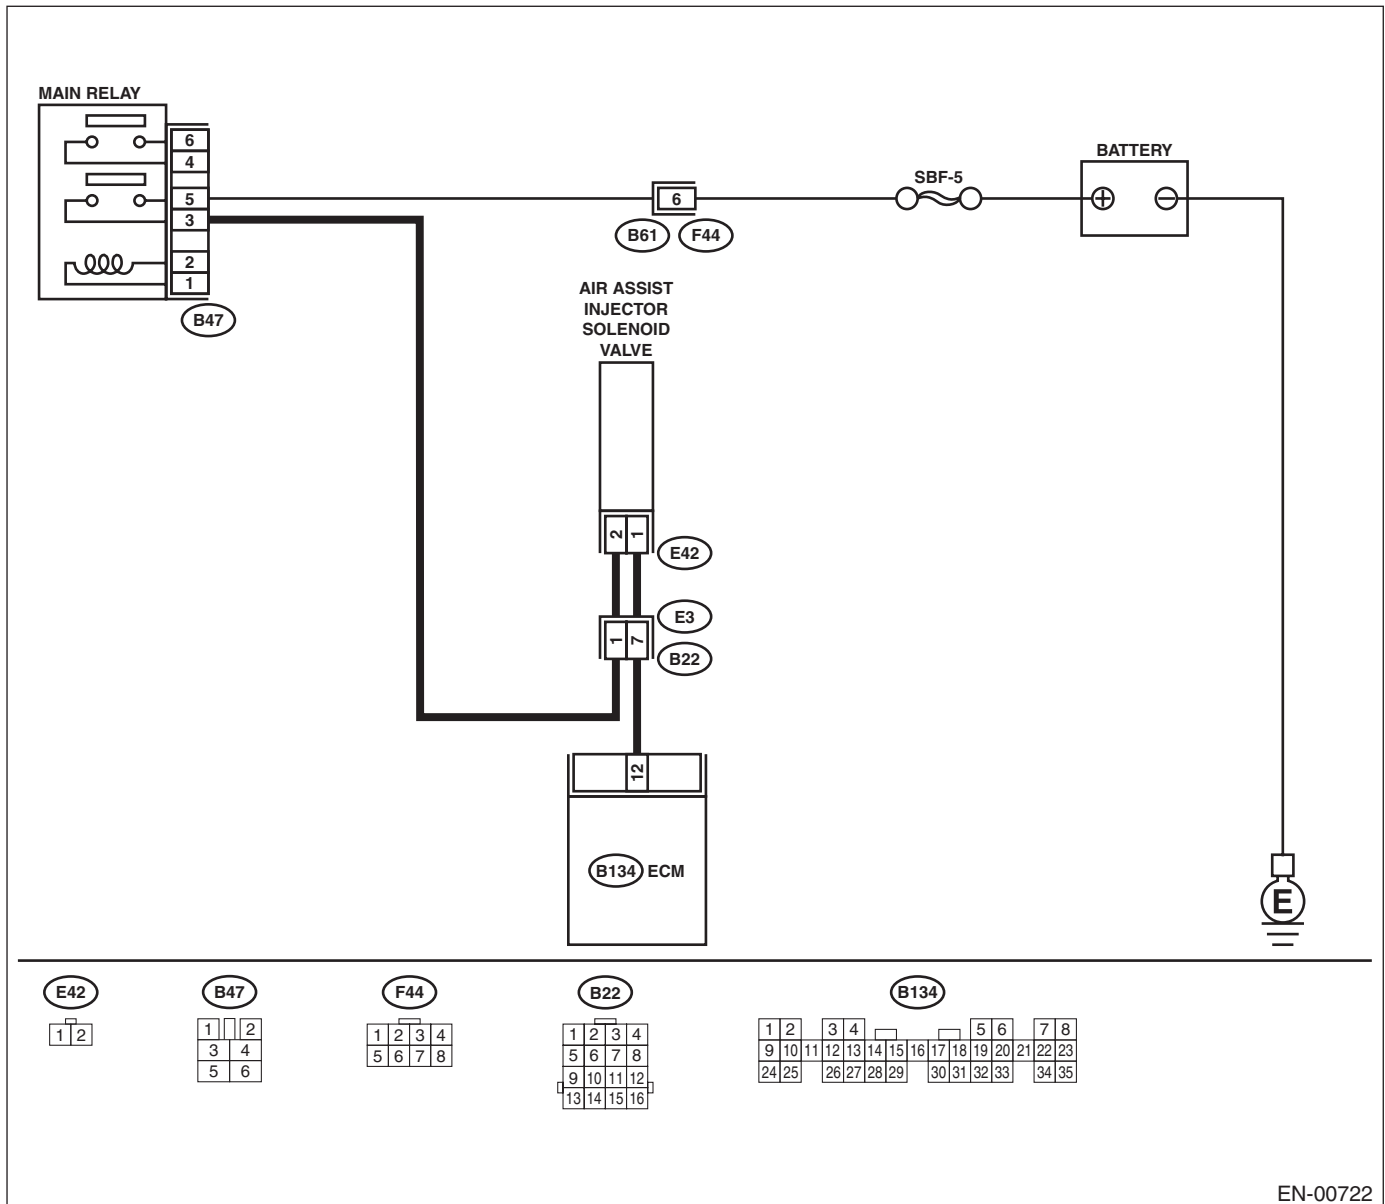 MAIN RELAY
6
4
5
3
2
1
B47
6
B61 F44
SBF-5
BATTERY
+ −
AIR ASSIST
INJECTOR
SOLENOID
VALVE
2 1
E42
E3
1 7
B22
12
B134 ECM
E
E42
1 2
B47
1 2
3 4
5 6
F44
1 2 3 4
5 6 7 8
B22
1 2 3 4
5 6 7 8
9 10 11 12
13 14 15 16
B134
1 2 3 4 5 6 7 8
9 10 11 12 13 14 15 16 17 18 19 20 21 22 23
24 25 26 27 28 29 30 31 32 33 34 35
EN-00722